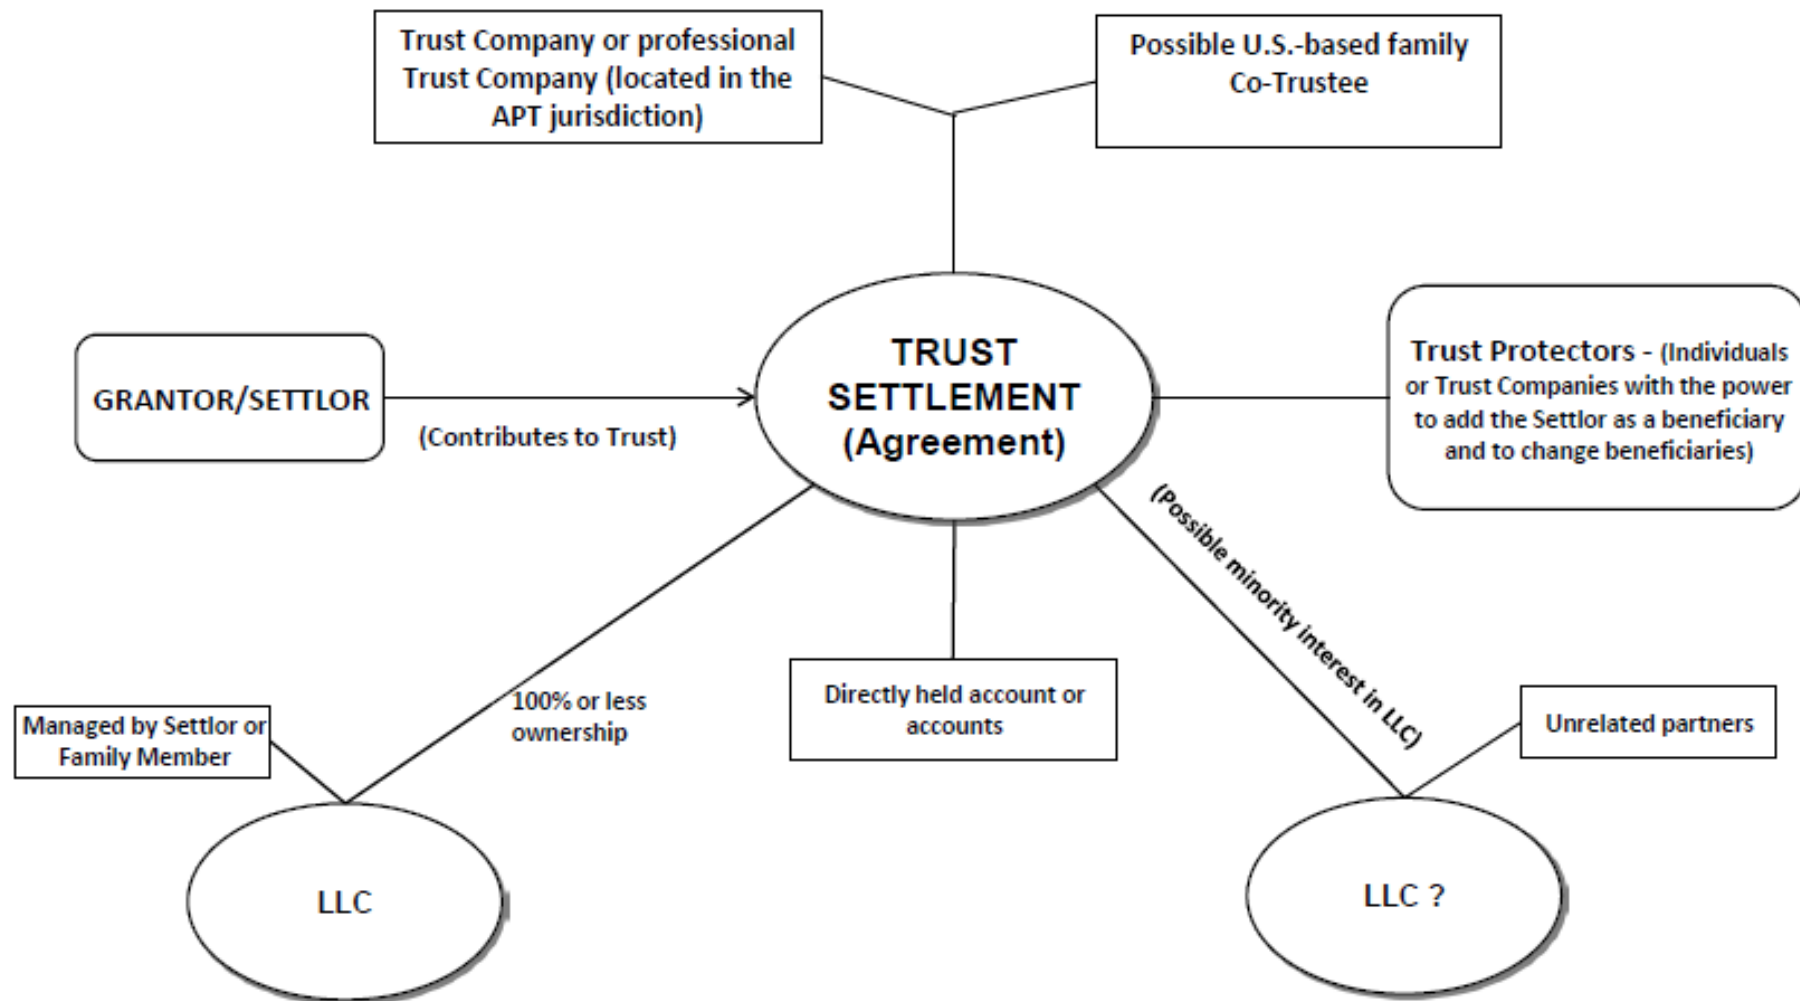 Trust Company or professional
Trust Company (located in the
APT jurisdiction)
Possible U.S.-based family
Co-Trustee
GRANTOR/SETTLOR
(Contributes to Trust)
TRUST
SETTLEMENT
(Agreement)
Trust Protectors - (Individuals
or Trust Companies with the power
to add the Settlor as a beneficiary
and to change beneficiaries)
(Possible minority interest in LLC)
100% or less
ownership
Managed by Settlor or
Family Member
Directly held account or
accounts
Unrelated partners
LLC
LLC ?